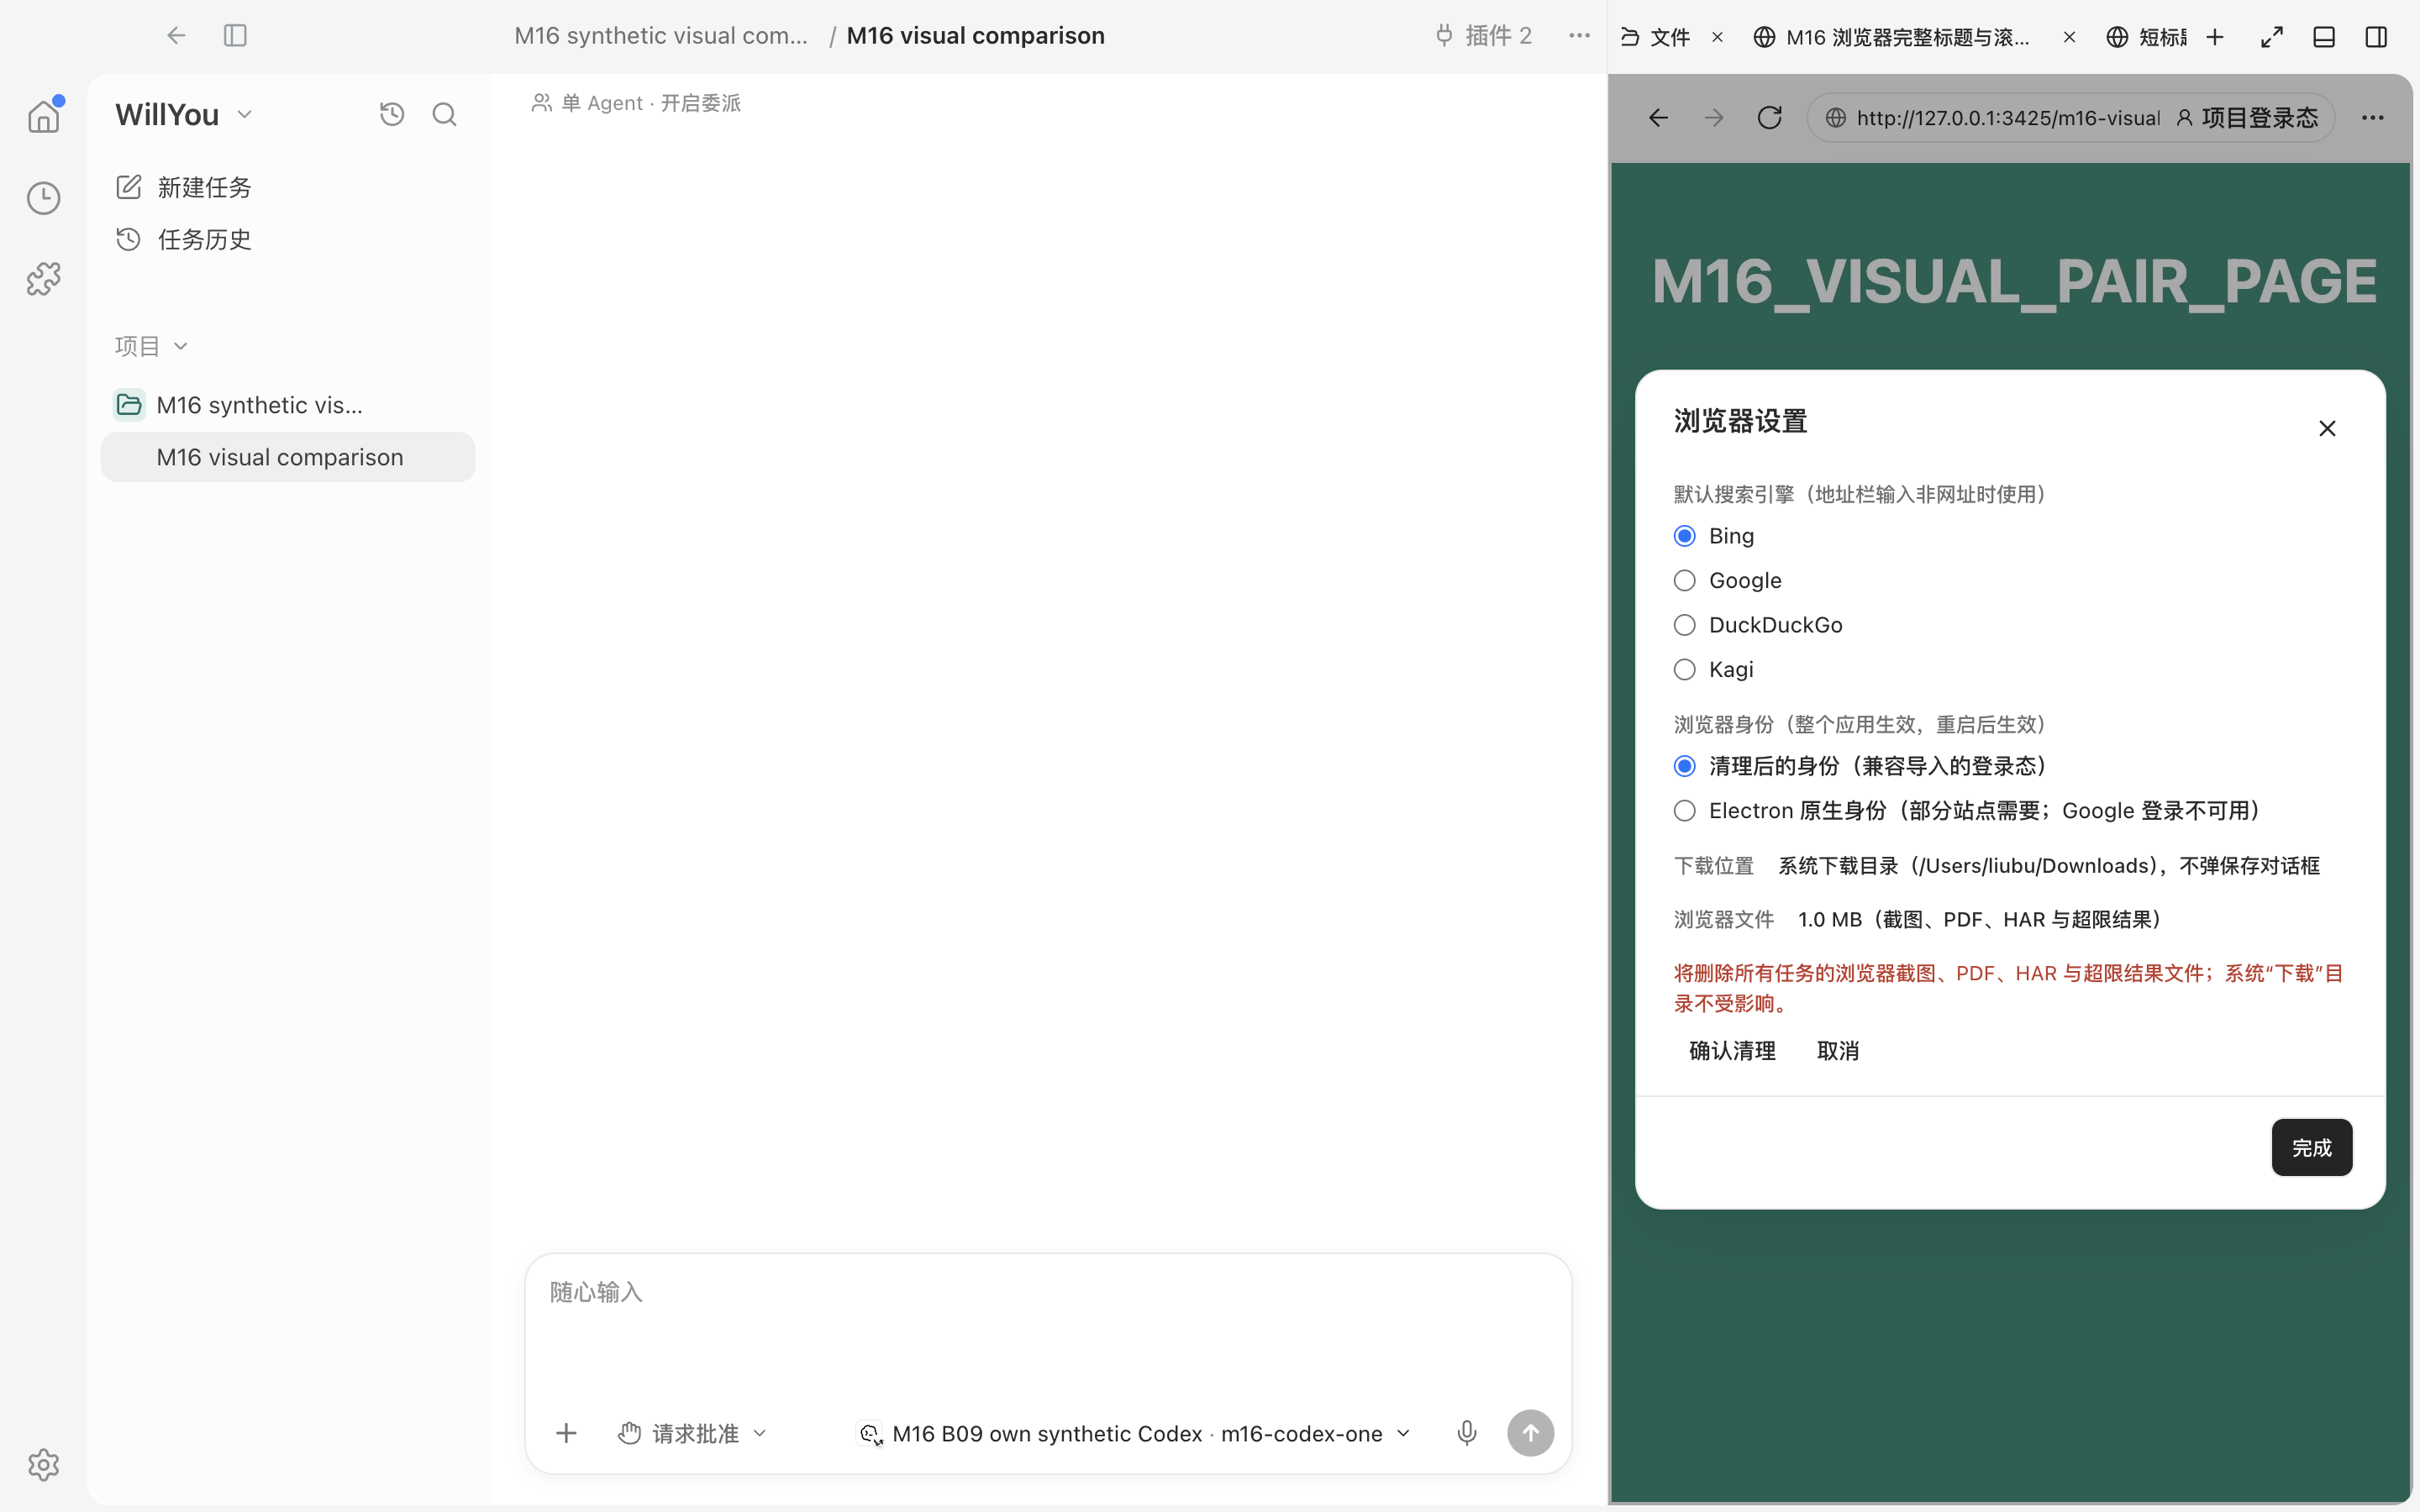 M16 synthetic visual com... / M16 visual comparison
插件 2
文件
M16 浏览器完整标题与滚...
WillYou
新建任务
任务历史
项目
M16 synthetic vis...
M16 visual comparison
单 Agent · 开启委派
随心输入
请求批准
M16 B09 own synthetic Codex · m16-codex-one
http://127.0.0.1:3425/m16-visual
项目登录态
M16_VISUAL_PAIR_PAGE
浏览器设置
默认搜索引擎（地址栏输入非网址时使用）
Bing
Google
DuckDuckGo
Kagi
浏览器身份（整个应用生效，重启后生效）
清理后的身份（兼容导入的登录态）
Electron 原生身份（部分站点需要；Google 登录不可用）
下载位置 系统下载目录（/Users/liubu/Downloads），不弹保存对话框
浏览器文件 1.0 MB（截图、PDF、HAR 与超限结果）
将删除所有任务的浏览器截图、PDF、HAR 与超限结果文件；系统“下载”目
录不受影响。
确认清理 取消
完成